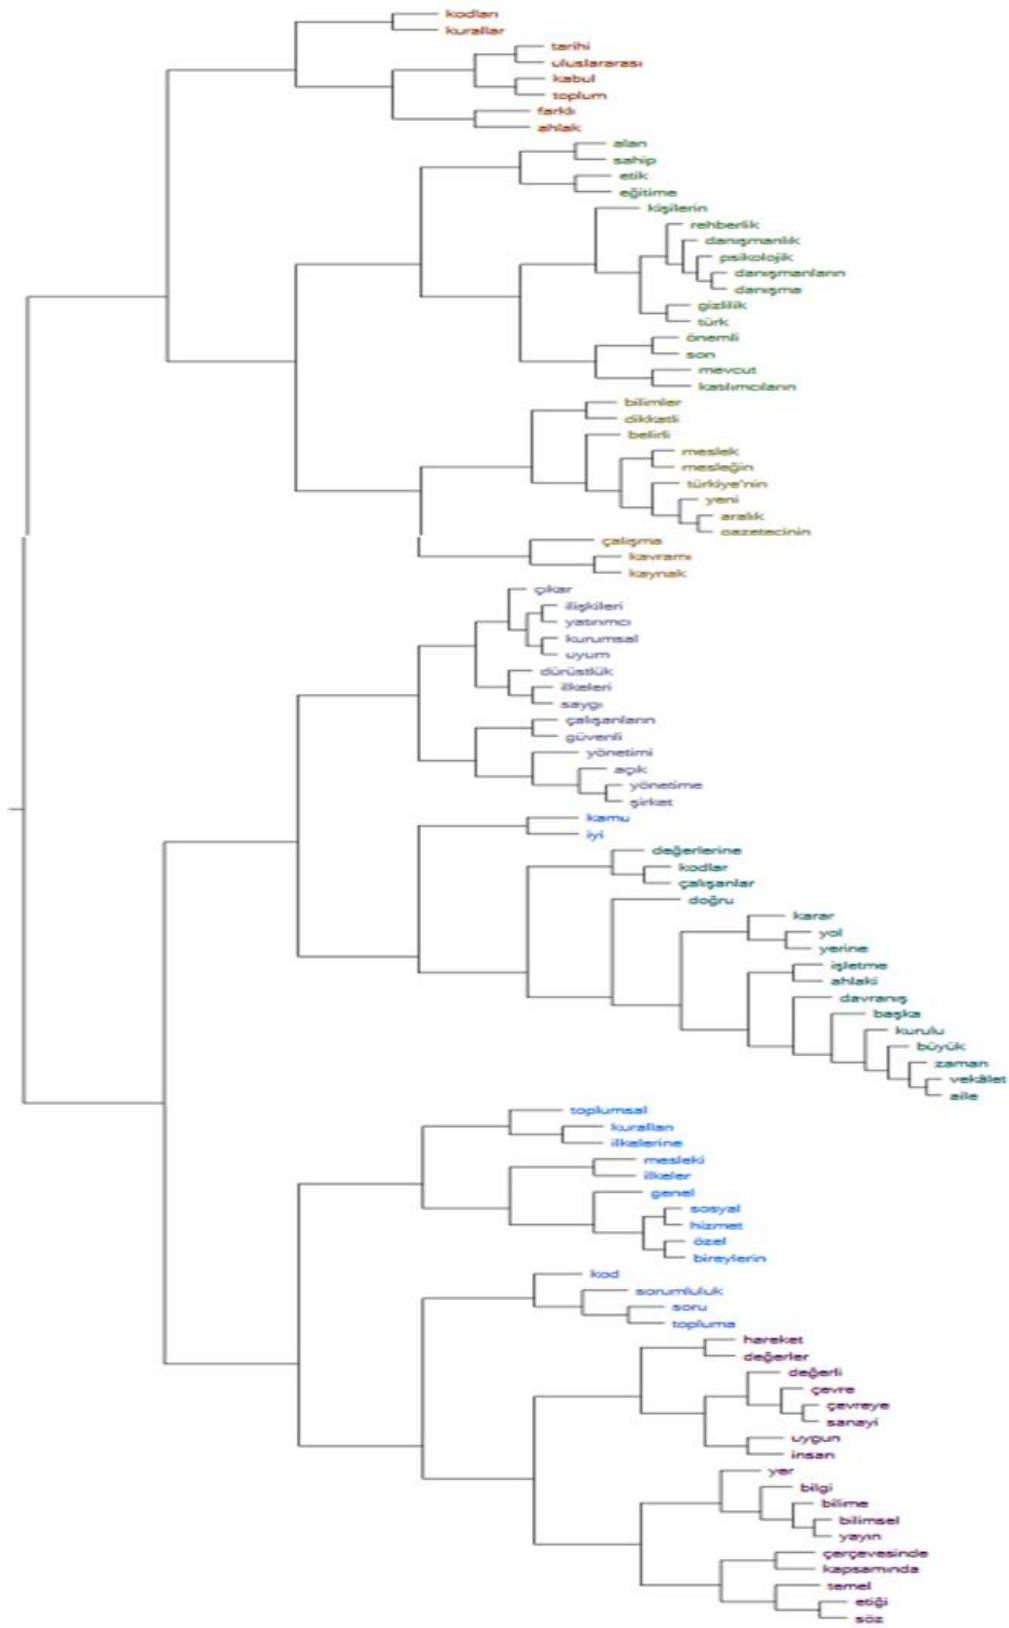 kodları
kurallar
tarihi
uluslararası
kabul
toplum
farklı
ahlak
alan
sahip
etik
eğitime
kişilerin
rehberlik
danışmanlık
psikolojik
danışmanların
danışma
gizlilik
türk
önemli
son
mevcut
katılımcıların
bilimler
dikkatli
belirli
meslek
mesleğin
türkiye'nin
yeni
aralık
gazetecinin
çalışma
kavramı
kaynak
çıkar
ilişkileri
yatırımcı
kurumsal
uyum
dürüstlük
ilkeleri
saygı
çalışanların
güvenli
yönetimi
açık
yönetime
şirket
kamu
iyi
değerlerine
kodlar
çalışanlar
doğru
karar
yol
yerine
işletme
ahlaki
davranış
başka
kurulu
büyük
zaman
vekâlet
aile
toplumsal
kuralları
ilkelerine
mesleki
ilkeler
genel
sosyal
hizmet
özel
bireylerin
kod
sorumluluk
soru
topluma
hareket
değerler
değerli
çevre
çevreye
sanayi
uygun
insan
yer
bilgi
bilime
bilimsel
yayın
çerçevesinde
kapsamında
temel
etiği
söz